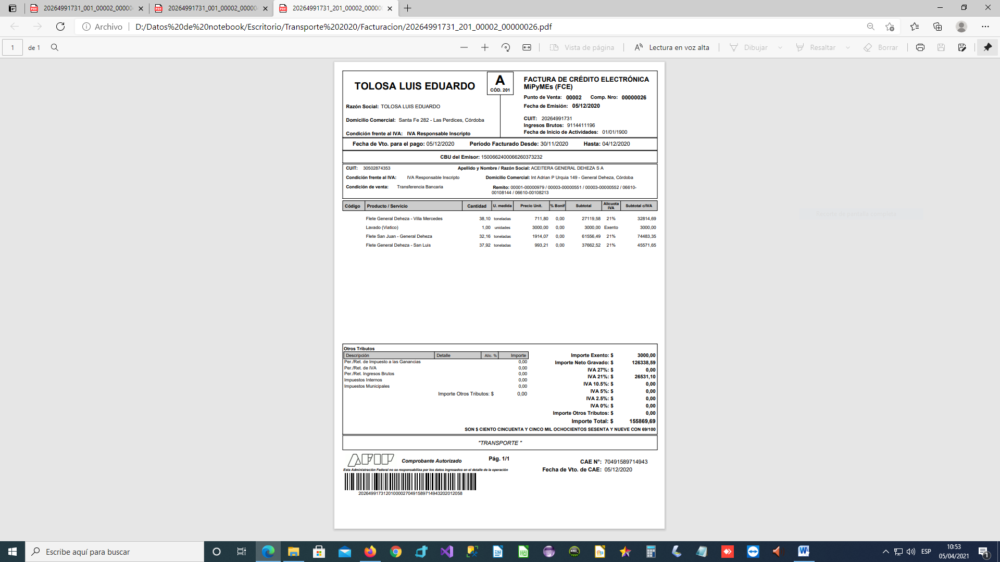 20264991731_001_00002_00000
20264991731_001_00002_00000
20264991731_201_00002_00000
Archivo
D:/Datos%20de%20notebook/Escritorio/Transporte%202020/Facturacion/20264991731_201_00002_00000026.pdf
1 de 1
Vista de página
Lectura en voz alta
Dibujar
Resaltar
Borrar
TOLOSA LUIS EDUARDO
A
CÓD. 201
FACTURA DE CRÉDITO ELECTRÓNICA
MiPyMEs (FCE)
Punto de Venta: 00002 Comp. Nro: 00000026
Fecha de Emisión: 05/12/2020
Razón Social: TOLOSA LUIS EDUARDO
Domicilio Comercial: Santa Fe 282 - Las Perdices, Córdoba
Condición frente al IVA: IVA Responsable Inscripto
CUIT: 20264991731
Ingresos Brutos: 9114411196
Fecha de Inicio de Actividades: 01/01/1900
Fecha de Vto. para el pago: 05/12/2020 Período Facturado Desde: 30/11/2020 Hasta: 04/12/2020
CBU del Emisor: 1500662400066260373232
CUIT: 30502874353 Apellido y Nombre / Razón Social: ACEITERA GENERAL DEHEZA S A
Condición frente al IVA: IVA Responsable Inscripto Domicilio Comercial: Int Adrian P Urquia 149 - General Deheza, Córdoba
Condición de venta: Transferencia Bancaria Remito: 00001-00000979 / 00003-00000551 / 00003-00000552 / 06610-
00108144 / 06610-00108213
Código Producto / Servicio Cantidad U. medida Precio Unit. % Bonif Subtotal Alicuota IVA Subtotal c/IVA
Flete General Deheza - Villa Mercedes 38,10 toneladas 711,80 0,00 27119,58 21% 32814,69
Lavado (Viatico) 1,00 unidades 3000,00 0,00 3000,00 Exento 3000,00
Flete San Juan - General Deheza 32,16 toneladas 1914,07 0,00 61556,49 21% 74483,35
Flete General Deheza - San Luis 37,92 toneladas 993,21 0,00 37662,52 21% 45571,65
Recorte de pantalla completa
Otros Tributos
Descripción Detalle Alíc. % Importe
Per./Ret. de Impuesto a las Ganancias 0,00
Per./Ret. de IVA 0,00
Per./Ret. Ingresos Brutos 0,00
Impuestos Internos 0,00
Impuestos Municipales 0,00
Importe Otros Tributos: $ 0,00
Importe Exento: $ 3000,00
Importe Neto Gravado: $ 126338,59
IVA 27%: $ 0,00
IVA 21%: $ 26531,10
IVA 10.5%: $ 0,00
IVA 5%: $ 0,00
IVA 2.5%: $ 0,00
IVA 0%: $ 0,00
Importe Otros Tributos: $ 0,00
Importe Total: $ 155869,69
SON $ CIENTO CINCUENTA Y CINCO MIL OCHOCIENTOS SESENTA Y NUEVE CON 69/100
"TRANSPORTE "
AFIP
Comprobante Autorizado
Pág. 1/1
CAE N°: 70491589714943
Fecha de Vto. de CAE: 05/12/2020
Esta Administración Federal no se responsabiliza por los datos ingresados en el detalle de la operación
2026499173120100002704915897149432020120­58
Escribe aquí para buscar
ESP
10:53
05/04/2021
1